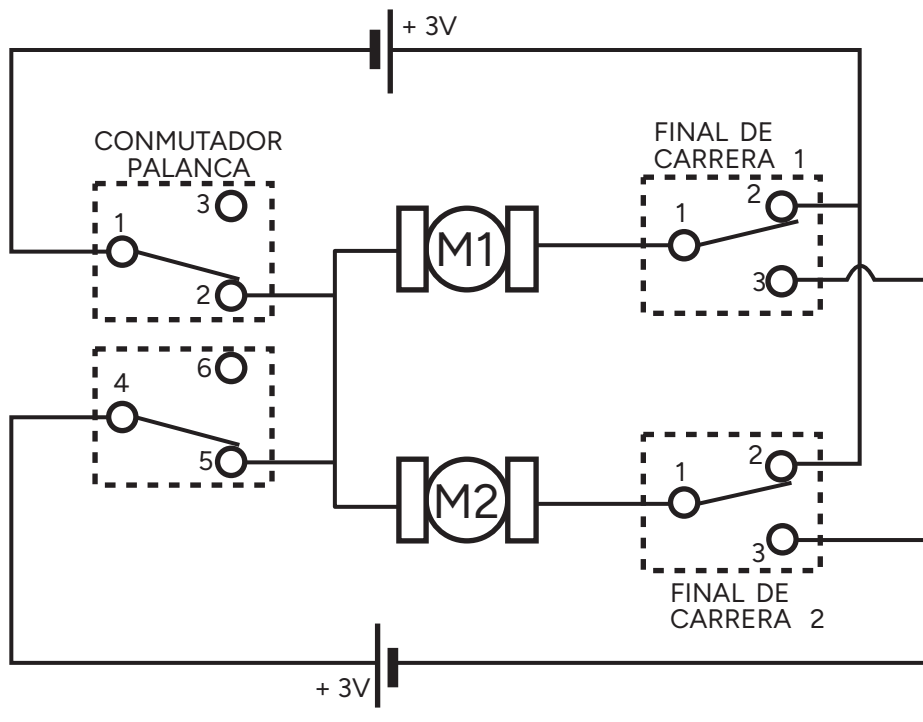 + 3V
CONMUTADOR
PALANCA
3
1
2
6
4
5
M1
M2
FINAL DE
CARRERA 1
2
1
3
2
1
3
FINAL DE
CARRERA 2
+ 3V